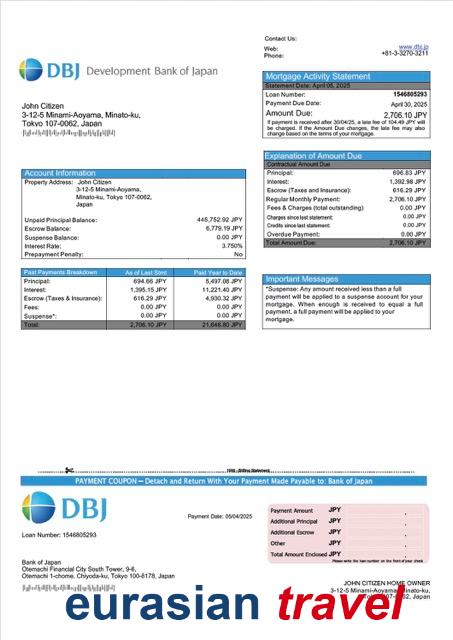 Contact Us:
Web: www.dbj.jp
Phone: +81-3-3270-3211
DBJ Development Bank of Japan
Mortgage Activity Statement
Statement Date: April 05, 2025
Loan Number: 1546805293
Payment Due Date: April 30, 2025
Amount Due: 2,706.10 JPY
If payment is received after 30/04/25, a late fee of 104.49 JPY will
be charged. If the Amount Due changes, the late fee may also
change based on the terms of your mortgage.
John Citizen
3-12-5 Minami-Aoyama, Minato-ku,
Tokyo 107-0062, Japan
Explanation of Amount Due
Contractual Amount Due
Principal: 696.83 JPY
Interest: 1,392.98 JPY
Escrow (Taxes and Insurance): 616.29 JPY
Regular Monthly Payment: 2,706.10 JPY
Fees & Charges (total outstanding) 0.00 JPY
Charges since last statement: 0.00 JPY
Credits since last statement: 0.00 JPY
Overdue Payment: 0.00 JPY
Total Amount Due: 2,706.10 JPY
Account Information
Property Address: John Citizen
3-12-5 Minami-Aoyama,
Minato-ku, Tokyo 107-0062,
Japan
Unpaid Principal Balance: 445,752.92 JPY
Escrow Balance: 6,779.19 JPY
Suspense Balance: 0.00 JPY
Interest Rate: 3.750%
Prepayment Penalty: No
Past Payments Breakdown As of Last Stmt Paid Year to Date
Principal: 694.66 JPY 5,497.08 JPY
Interest: 1,395.15 JPY 11,221.40 JPY
Escrow (Taxes & Insurance): 616.29 JPY 4,930.32 JPY
Fees: 0.00 JPY 0.00 JPY
Suspense*: 0.00 JPY 0.00 JPY
Total: 2,706.10 JPY 21,648.80 JPY
Important Messages
*Suspense: Any amount received less than a full
payment will be applied to a suspense account for your
mortgage. When enough is received to equal a full
payment, a full payment will be applied to your
mortgage.
Billing Statement
PAYMENT COUPON — Detach and Return With Your Payment Made Payable to: Bank of Japan
DBJ
Payment Date: 05/04/2025
Loan Number: 1546805293
Payment Amount JPY
Additional Principal JPY
Additional Escrow JPY
Other JPY
Total Amount Enclosed JPY
Please write the loan number on the front of your check
Bank of Japan
Otemachi Financial City South Tower, 9-6,
Otemachi 1-chome, Chiyoda-ku, Tokyo 100-8178, Japan
JOHN CITIZEN HOME OWNER
3-12-5 Minami-Aoyama, Minato-ku,
107-0062, Japan
eurasian travel